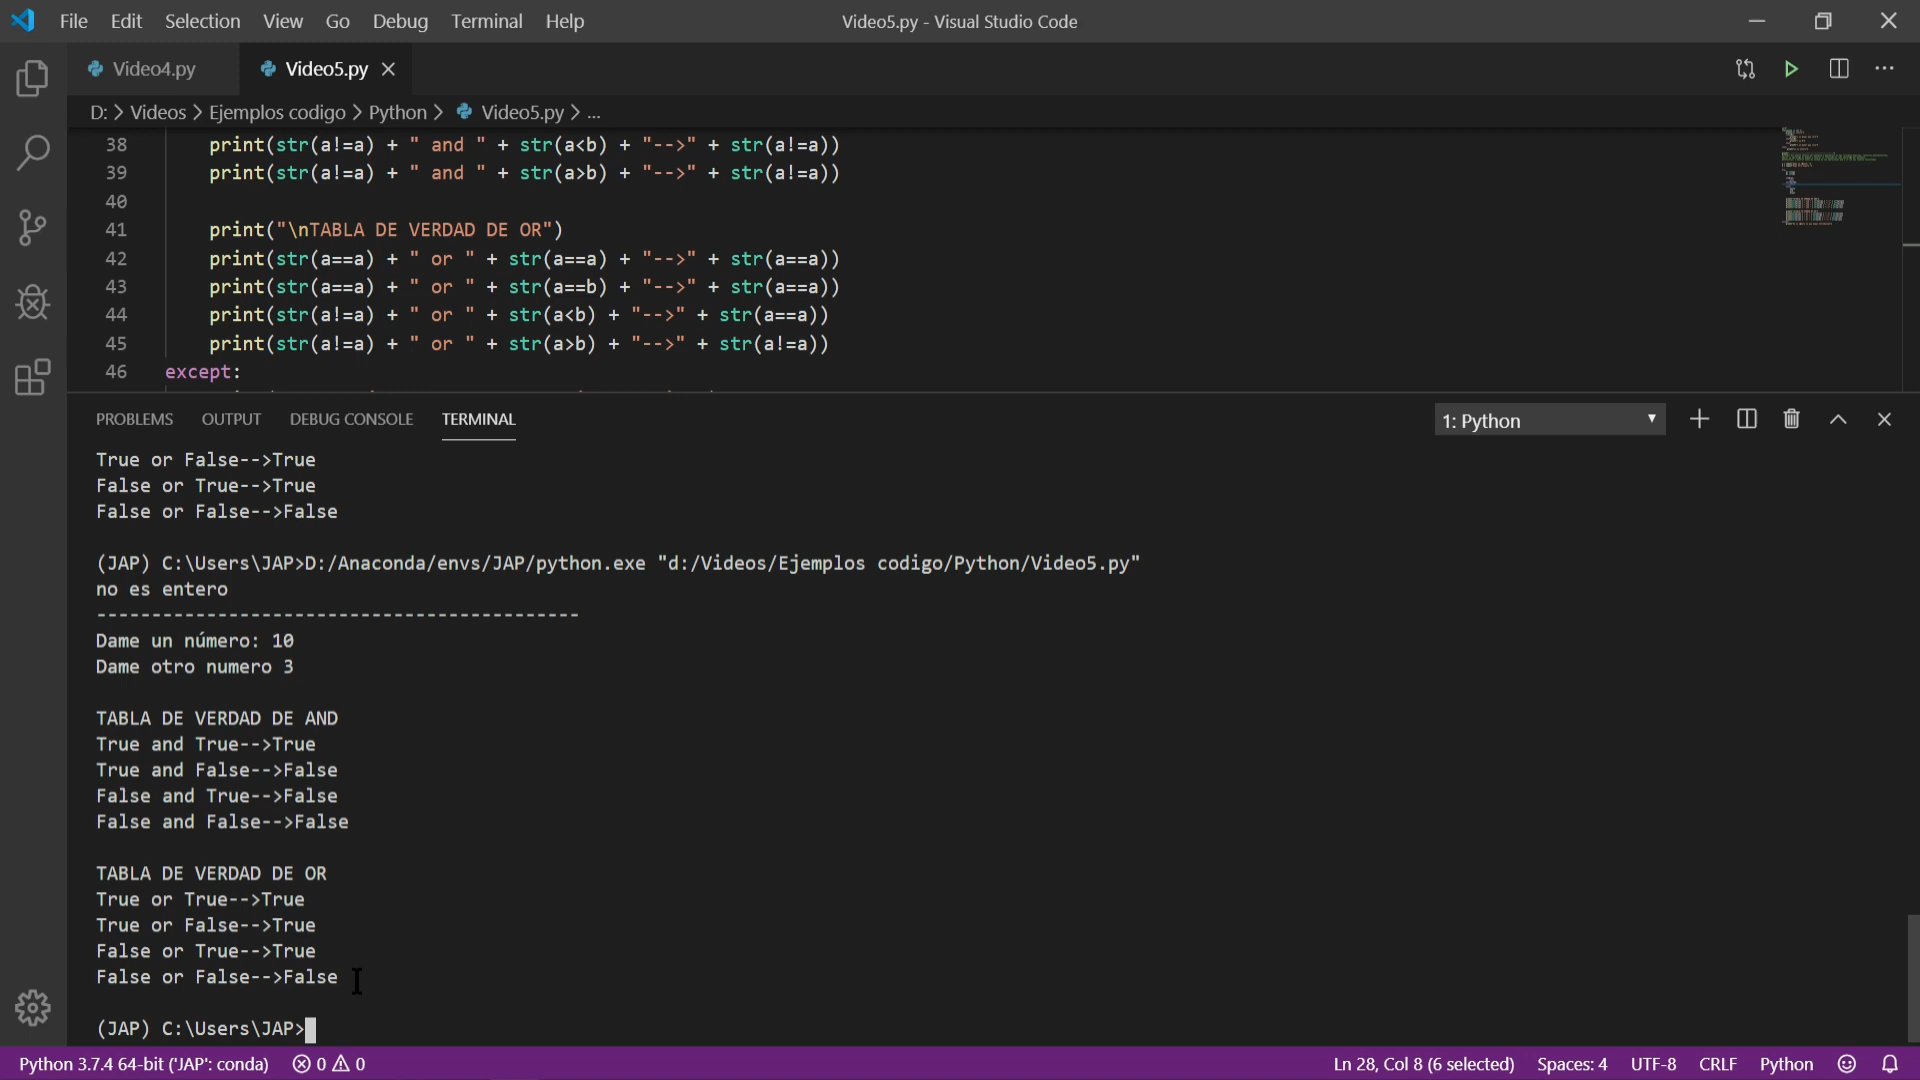 File Edit Selection View Go Debug Terminal Help
Video5.py - Visual Studio Code
Video4.py Video5.py
D: > Videos > Ejemplos codigo > Python > Video5.py > ...
38 print(str(a!=a) + " and " + str(a<b) + "-->" + str(a!=a))
39 print(str(a!=a) + " and " + str(a>b) + "-->" + str(a!=a))
40
41 print("\nTABLA DE VERDAD DE OR")
42 print(str(a==a) + " or " + str(a==a) + "-->" + str(a==a))
43 print(str(a==a) + " or " + str(a==b) + "-->" + str(a==a))
44 print(str(a!=a) + " or " + str(a<b) + "-->" + str(a==a))
45 print(str(a!=a) + " or " + str(a>b) + "-->" + str(a!=a))
46 except:
PROBLEMS OUTPUT DEBUG CONSOLE TERMINAL
1: Python
True or False-->True
False or True-->True
False or False-->False
(JAP) C:\Users\JAP>D:/Anaconda/envs/JAP/python.exe "d:/Videos/Ejemplos codigo/Python/Video5.py"
no es entero
--------------------------------------------
Dame un número: 10
Dame otro numero 3
TABLA DE VERDAD DE AND
True and True-->True
True and False-->False
False and True-->False
False and False-->False
TABLA DE VERDAD DE OR
True or True-->True
True or False-->True
False or True-->True
False or False-->False
(JAP) C:\Users\JAP>
Python 3.7.4 64-bit ('JAP': conda) 0 0
Ln 28, Col 8 (6 selected) Spaces: 4 UTF-8 CRLF Python